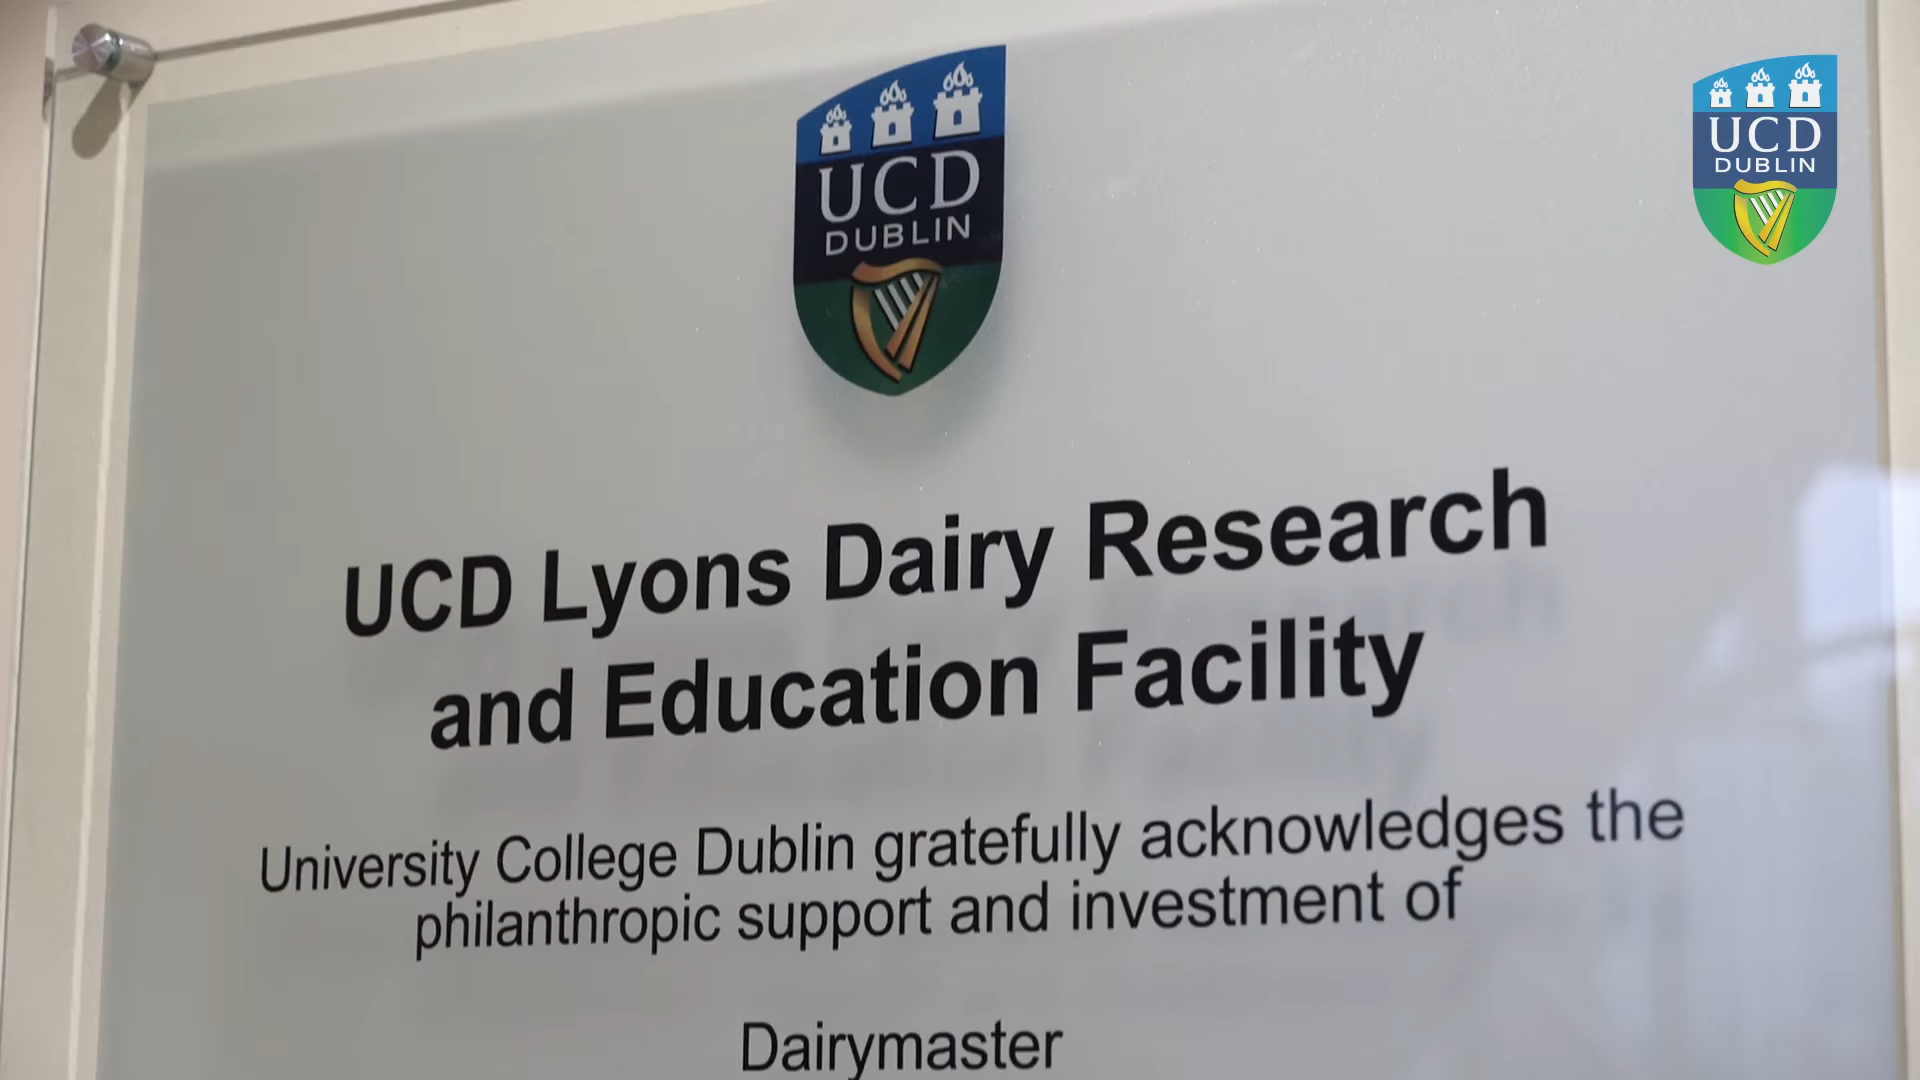 UCD
DUBLIN
UCD
DUBLIN
UCD Lyons Dairy Research
and Education Facility
University College Dublin gratefully acknowledges the
philanthropic support and investment of
Dairymaster